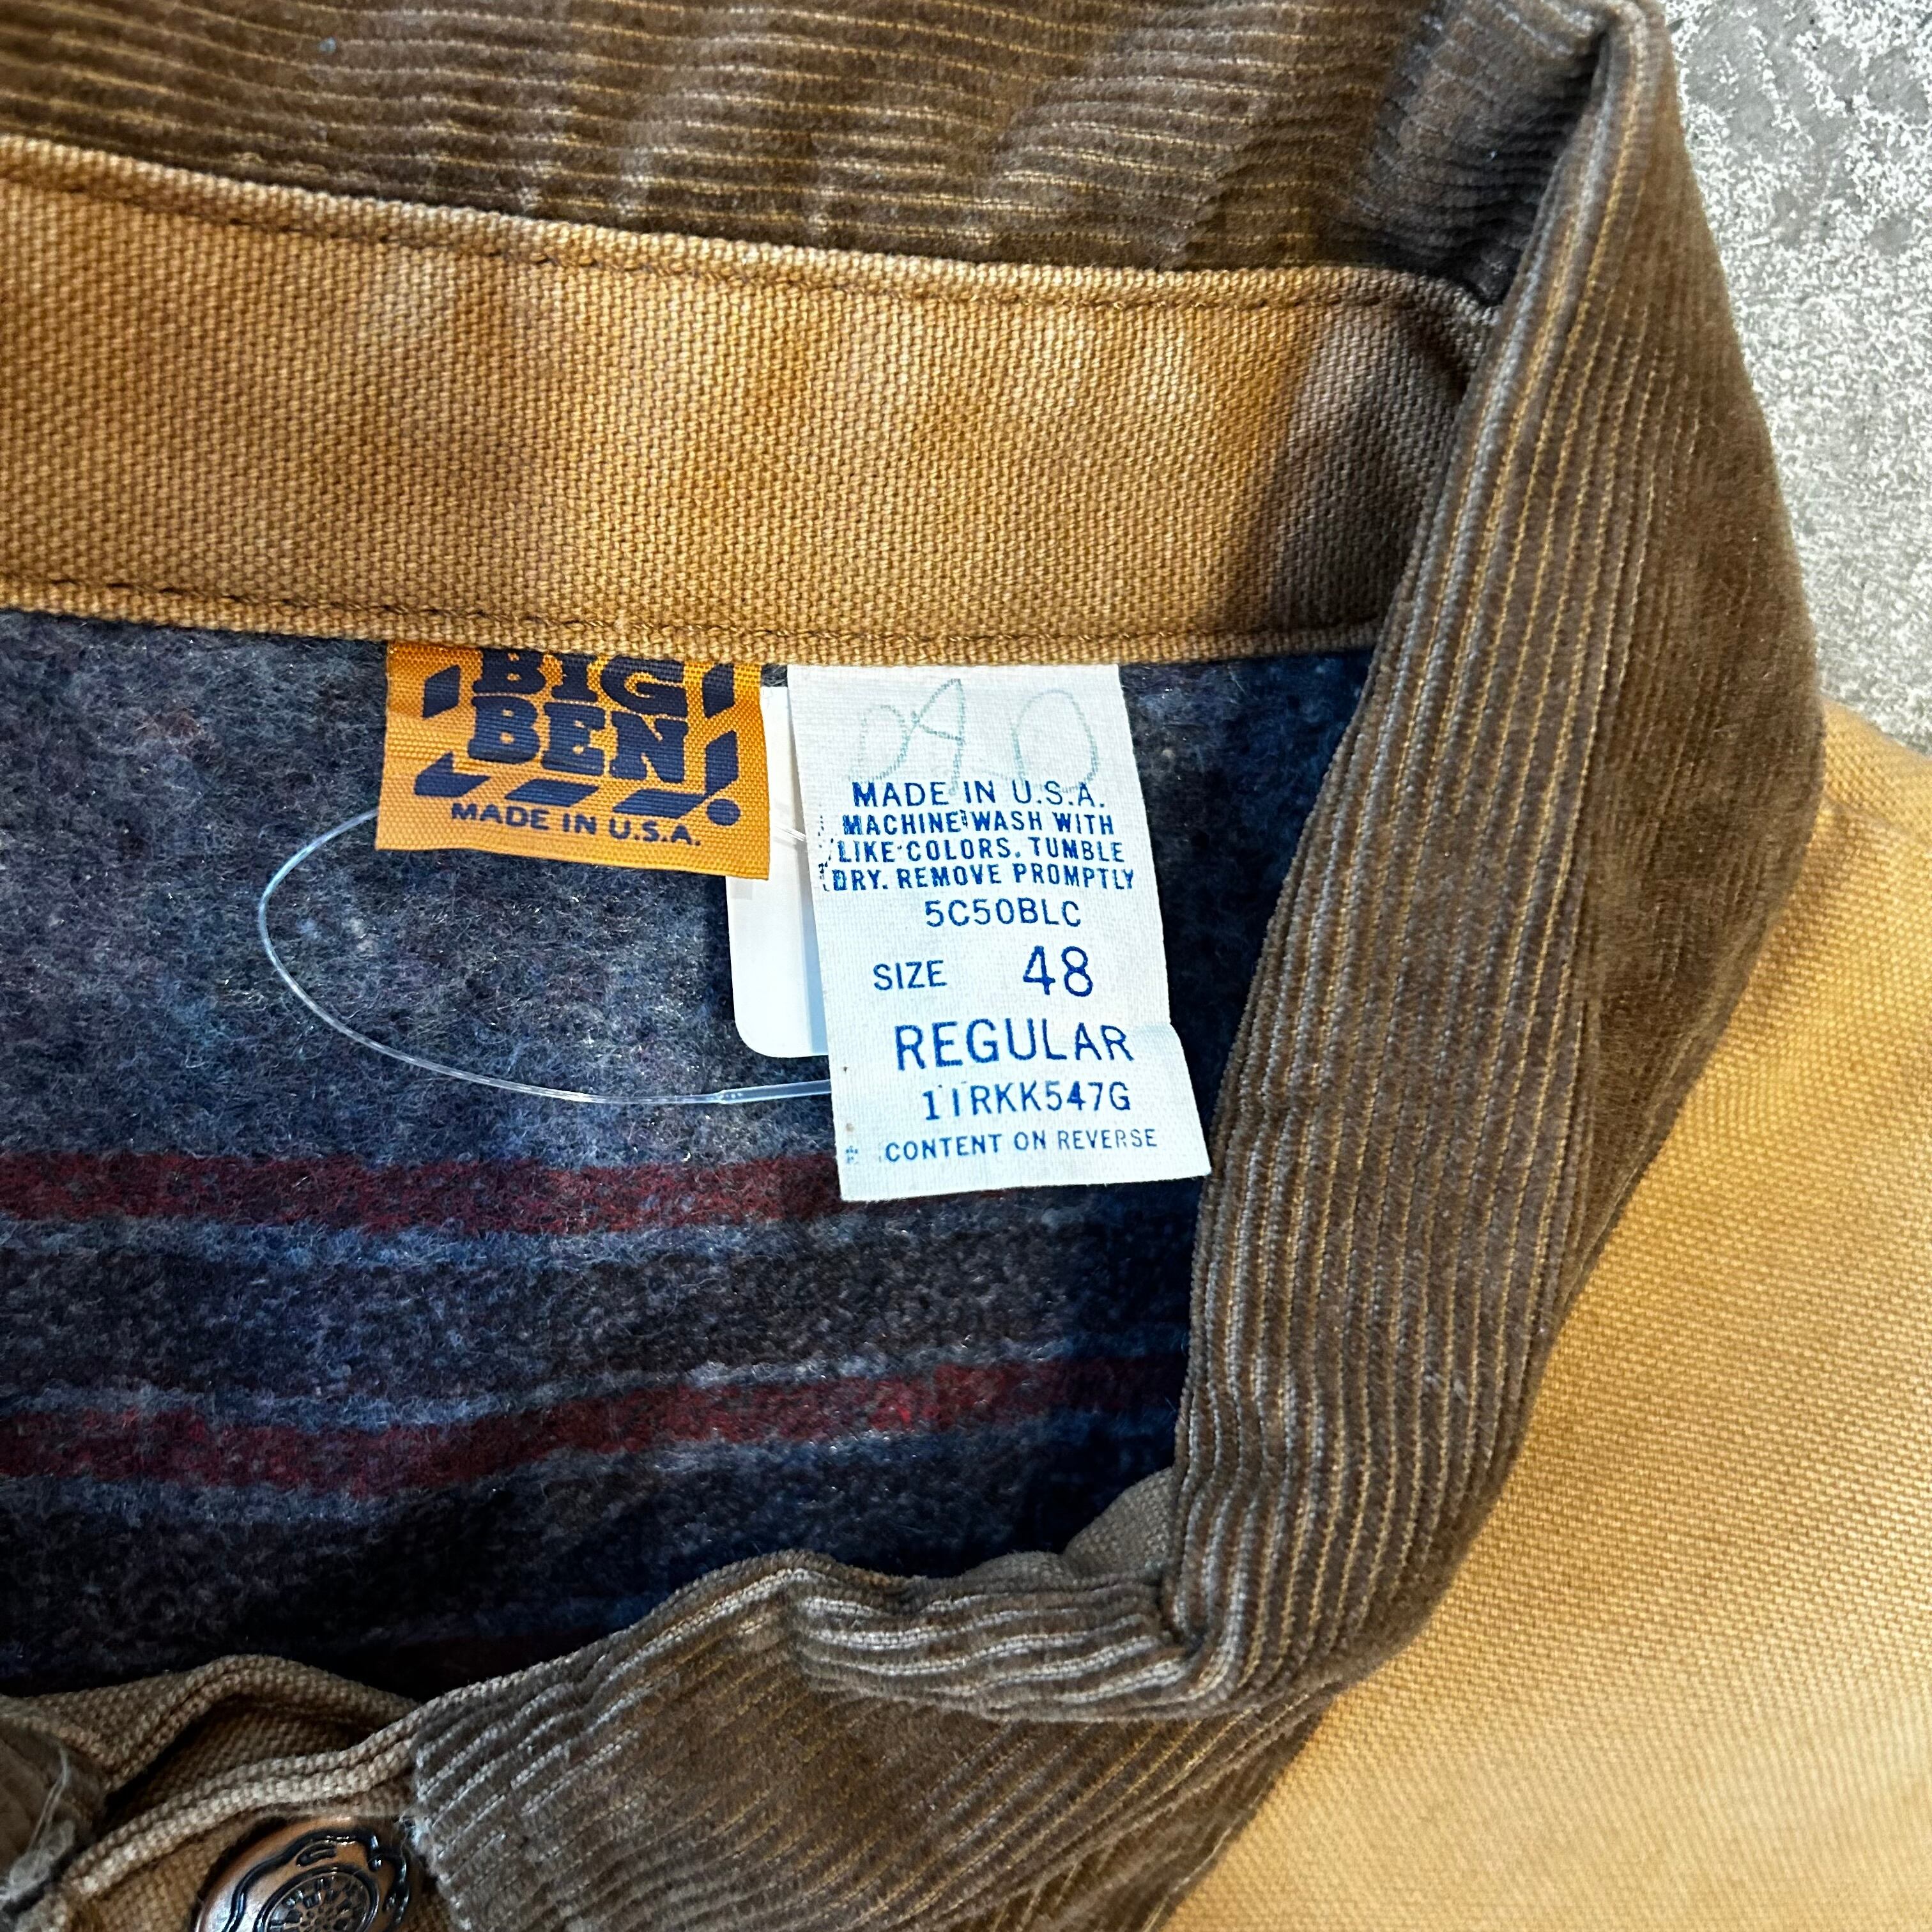 BIG
BEN
MADE IN U.S.A.
MADE IN U.S.A.
MACHINE WASH WITH
LIKE COLORS. TUMBLE
DRY. REMOVE PROMPTLY
5C50BLC
SIZE 48
REGULAR
11RKK547G
CONTENT ON REVERSE